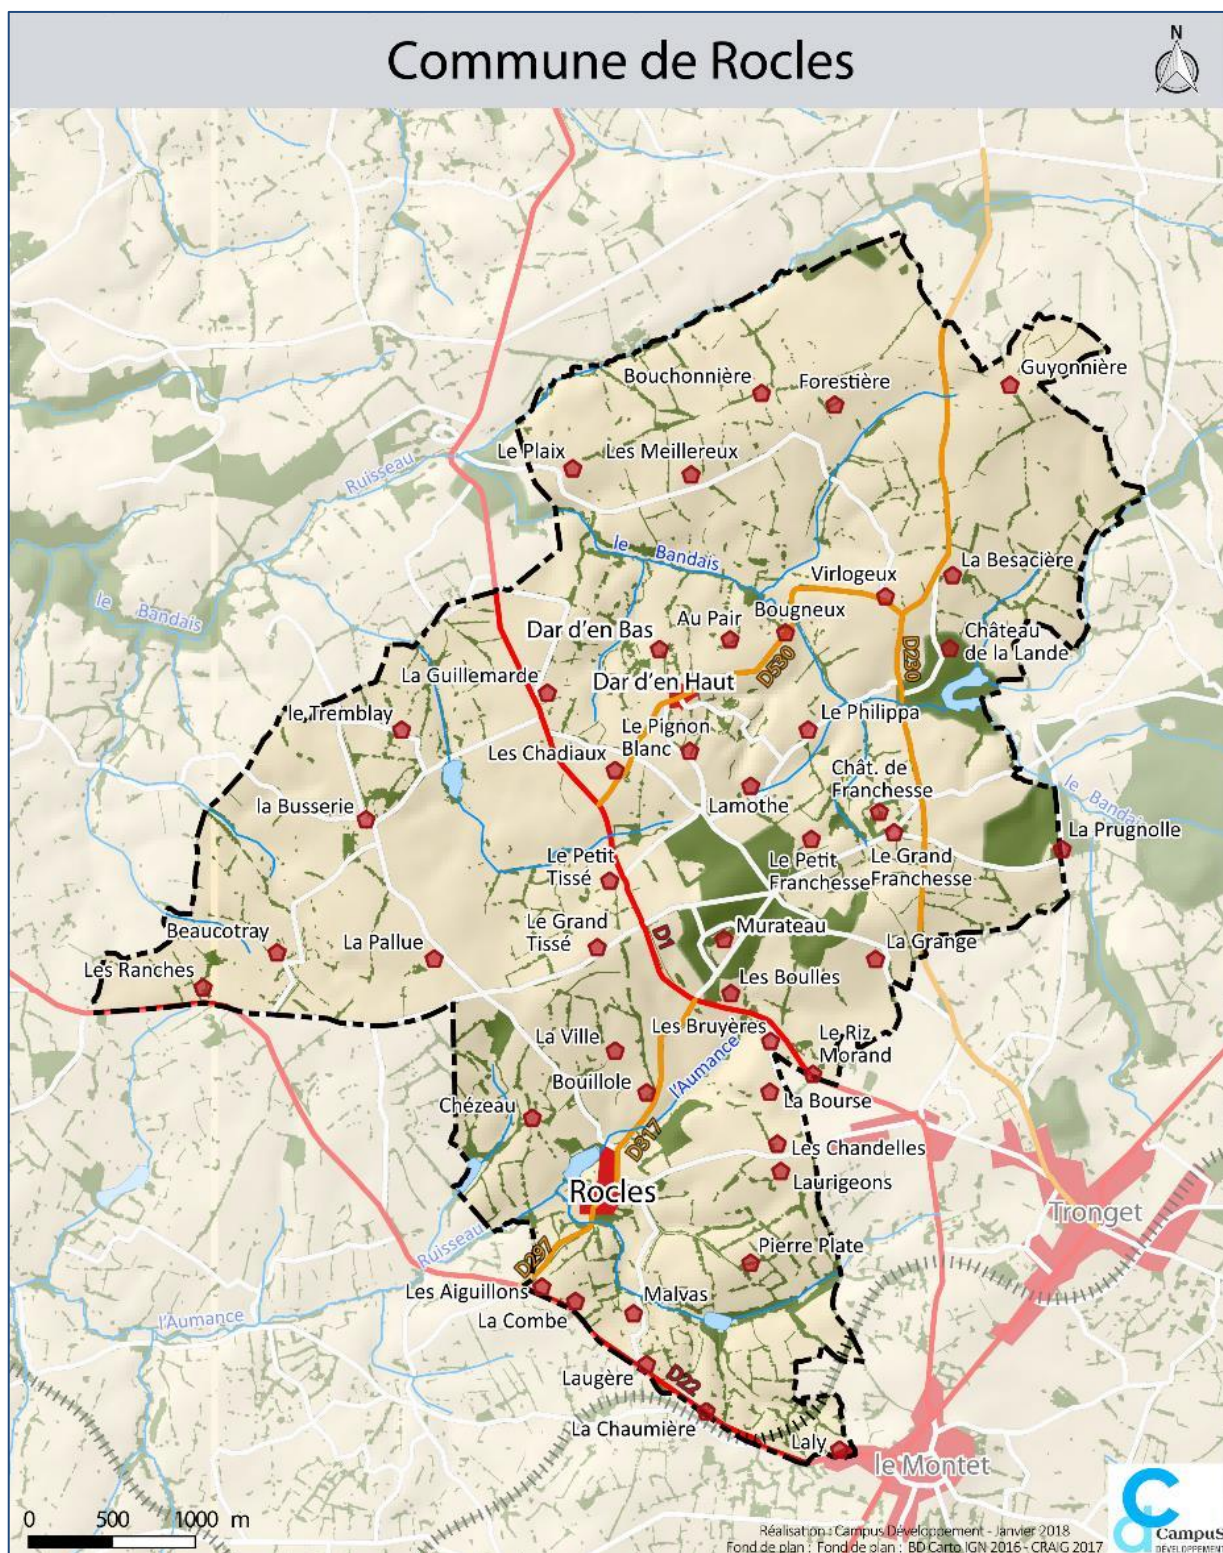 Commune de Rocles
N
Guyonnière
Bouchonnière
Forestière
Le Plaix
Les Meillereux
Ruisseau
le Bandais
La Besacière
Virlogeux
le Bandais
Au Pair
Bougneux
Dar d'en Bas
Château
de la Lande
D230
D530
La Guillemarde
Dar d'en Haut
le Tremblay
Le Pignon
Blanc
Le Philippa
Les Chadiaux
Chât. de
Franchesse
la Busserie
Lamothe
le Bandais
La Prugnolle
Le Petit
Tissé
Le Petit
Franchesse
Le Grand
Franchesse
Beaucotray
La Pallue
Le Grand
Tissé
D1
Murateau
La Grange
Les Ranches
Les Boulles
La Ville
Les Bruyères
Le Riz
Morand
l'Aumance
Bouillole
La Bourse
Chézeau
D317
Les Chandelles
Laurigeons
Rocles
Tronget
Ruisseau
D297
Pierre Plate
Les Aiguillons
l'Aumance
La Combe
Malvas
Laugère
D22
La Chaumière
Laly
le Montet
0 500 1000 m
Réalisation : Campus Développement - Janvier 2018
Fond de plan : Fond de plan : BD Carto IGN 2016 - CRAIG 2017
C
d
CampuS
DÉVELOPPEMENT